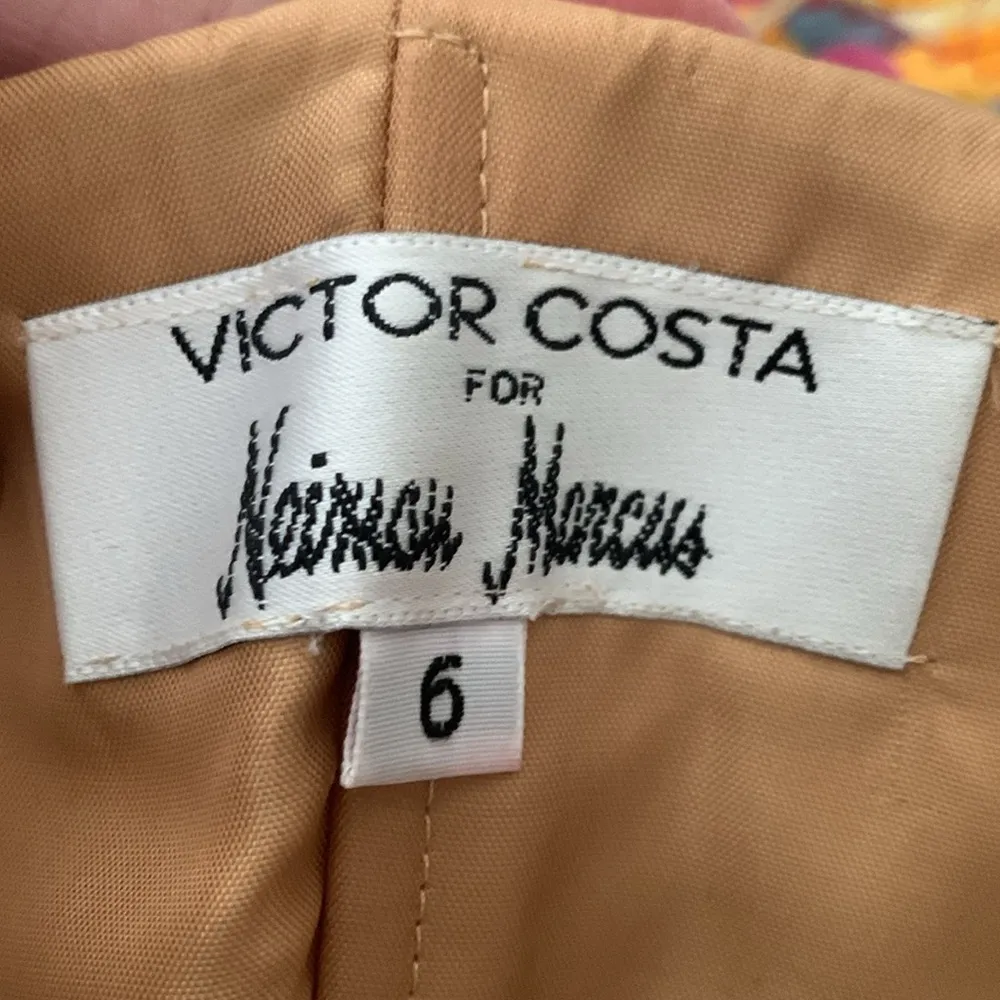 VICTOR COSTA
FOR
Neiman Marcus
6